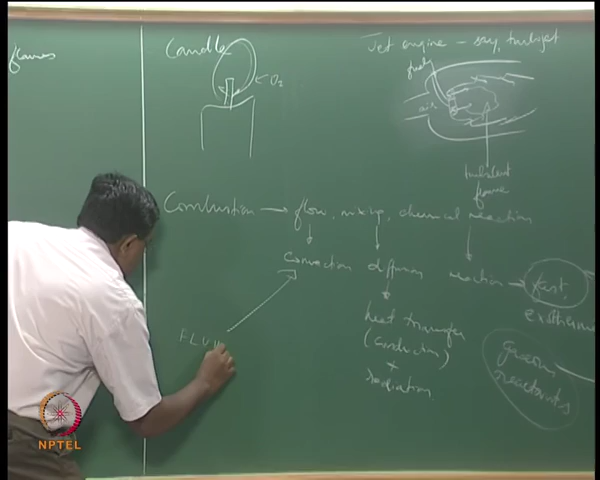 flames
Candle
O2
Jet engine – say, turbojet
fuel
air
turbulent
flame
Combustion → flow, mixing, chemical reaction
convection diffusion reaction → fast,
exotherm
heat transfer
(conduction)
+
radiation
gaseous
reactants
FLUI
NPTEL